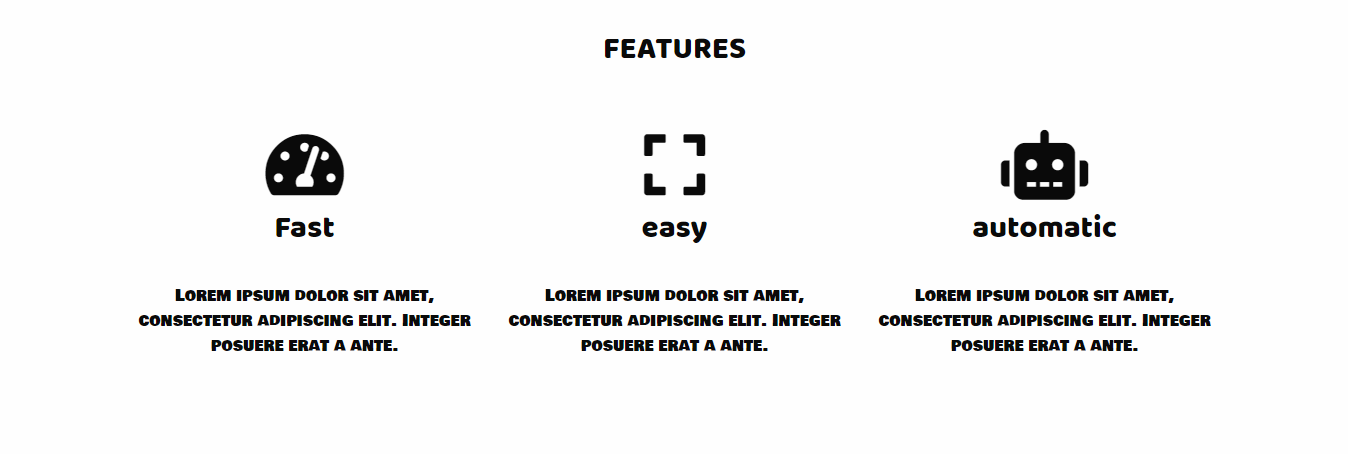 FEATURES
Fast
easy
automatic
Lorem ipsum dolor sit amet,
consectetur adipiscing elit. Integer
posuere erat a ante.
Lorem ipsum dolor sit amet,
consectetur adipiscing elit. Integer
posuere erat a ante.
Lorem ipsum dolor sit amet,
consectetur adipiscing elit. Integer
posuere erat a ante.